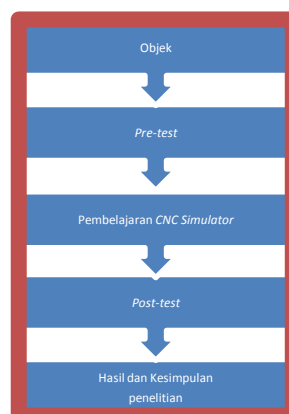 Objek
Pre-test
Pembelajaran CNC Simulator
Post-test
Hasil dan Kesimpulan
penelitian